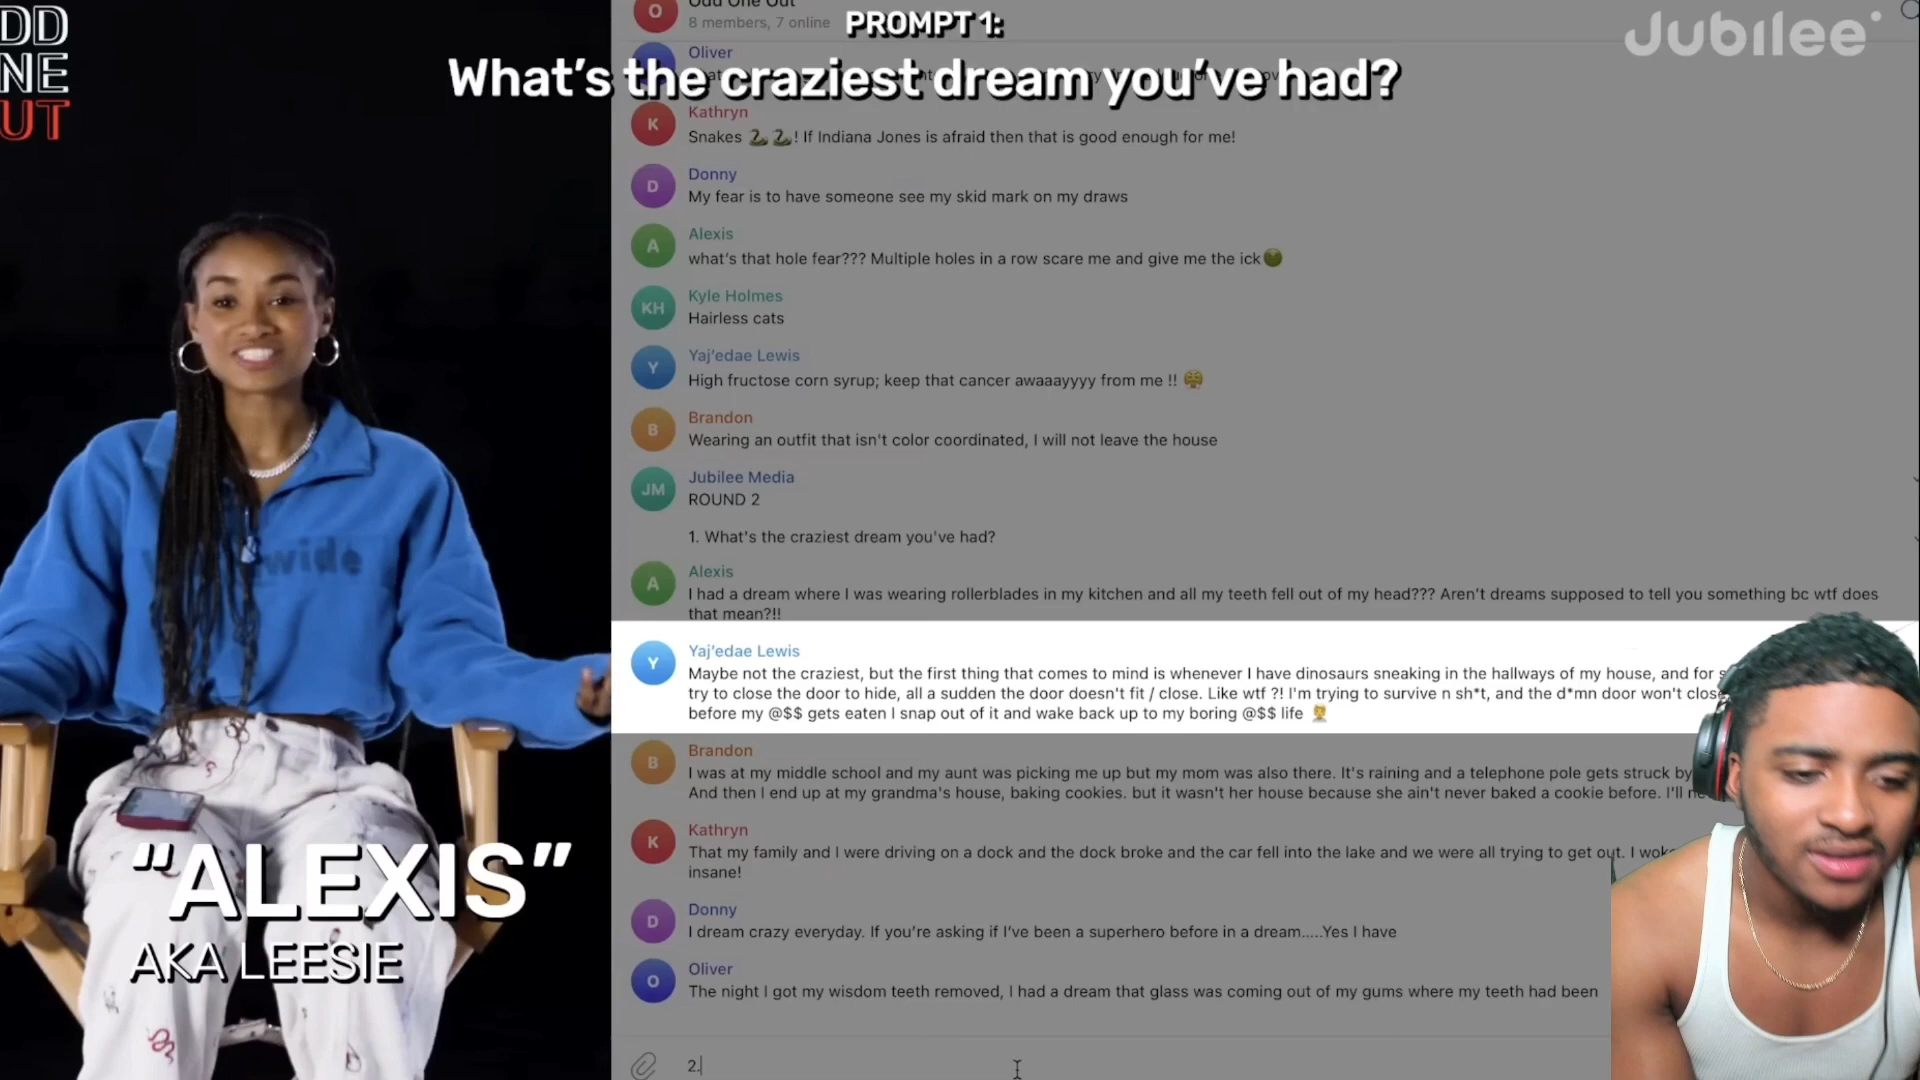 DD
NE
UT
PROMPT 1:
What's the craziest dream you've had?
Jubilee
O
Odd One Out
8 members, 7 online
Oliver
K
Kathryn
Snakes 🐍🐍! If Indiana Jones is afraid then that is good enough for me!
D
Donny
My fear is to have someone see my skid mark on my draws
A
Alexis
what's that hole fear??? Multiple holes in a row scare me and give me the ick🤢
KH
Kyle Holmes
Hairless cats
Y
Yaj'edae Lewis
High fructose corn syrup; keep that cancer awaaayyyy from me !! 😤
B
Brandon
Wearing an outfit that isn't color coordinated, I will not leave the house
JM
Jubilee Media
ROUND 2
1. What's the craziest dream you've had?
A
Alexis
I had a dream where I was wearing rollerblades in my kitchen and all my teeth fell out of my head??? Aren't dreams supposed to tell you something bc wtf does
that mean?!!
Y
Yaj'edae Lewis
Maybe not the craziest, but the first thing that comes to mind is whenever I have dinosaurs sneaking in the hallways of my house, and for
try to close the door to hide, all a sudden the door doesn't fit / close. Like wtf ?! I'm trying to survive n sh*t, and the d*mn door won't close
before my @$$ gets eaten I snap out of it and wake back up to my boring @$$ life
B
Brandon
I was at my middle school and my aunt was picking me up but my mom was also there. It's raining and a telephone pole gets struck by
And then I end up at my grandma's house, baking cookies. but it wasn't her house because she ain't never baked a cookie before. I'll
K
Kathryn
That my family and I were driving on a dock and the dock broke and the car fell into the lake and we were all trying to get out. I
insane!
D
Donny
I dream crazy everyday. If you're asking if I've been a superhero before in a dream.....Yes I have
O
Oliver
The night I got my wisdom teeth removed, I had a dream that glass was coming out of my gums where my teeth had been
2.
wide
"ALEXIS"
AKA LEESIE